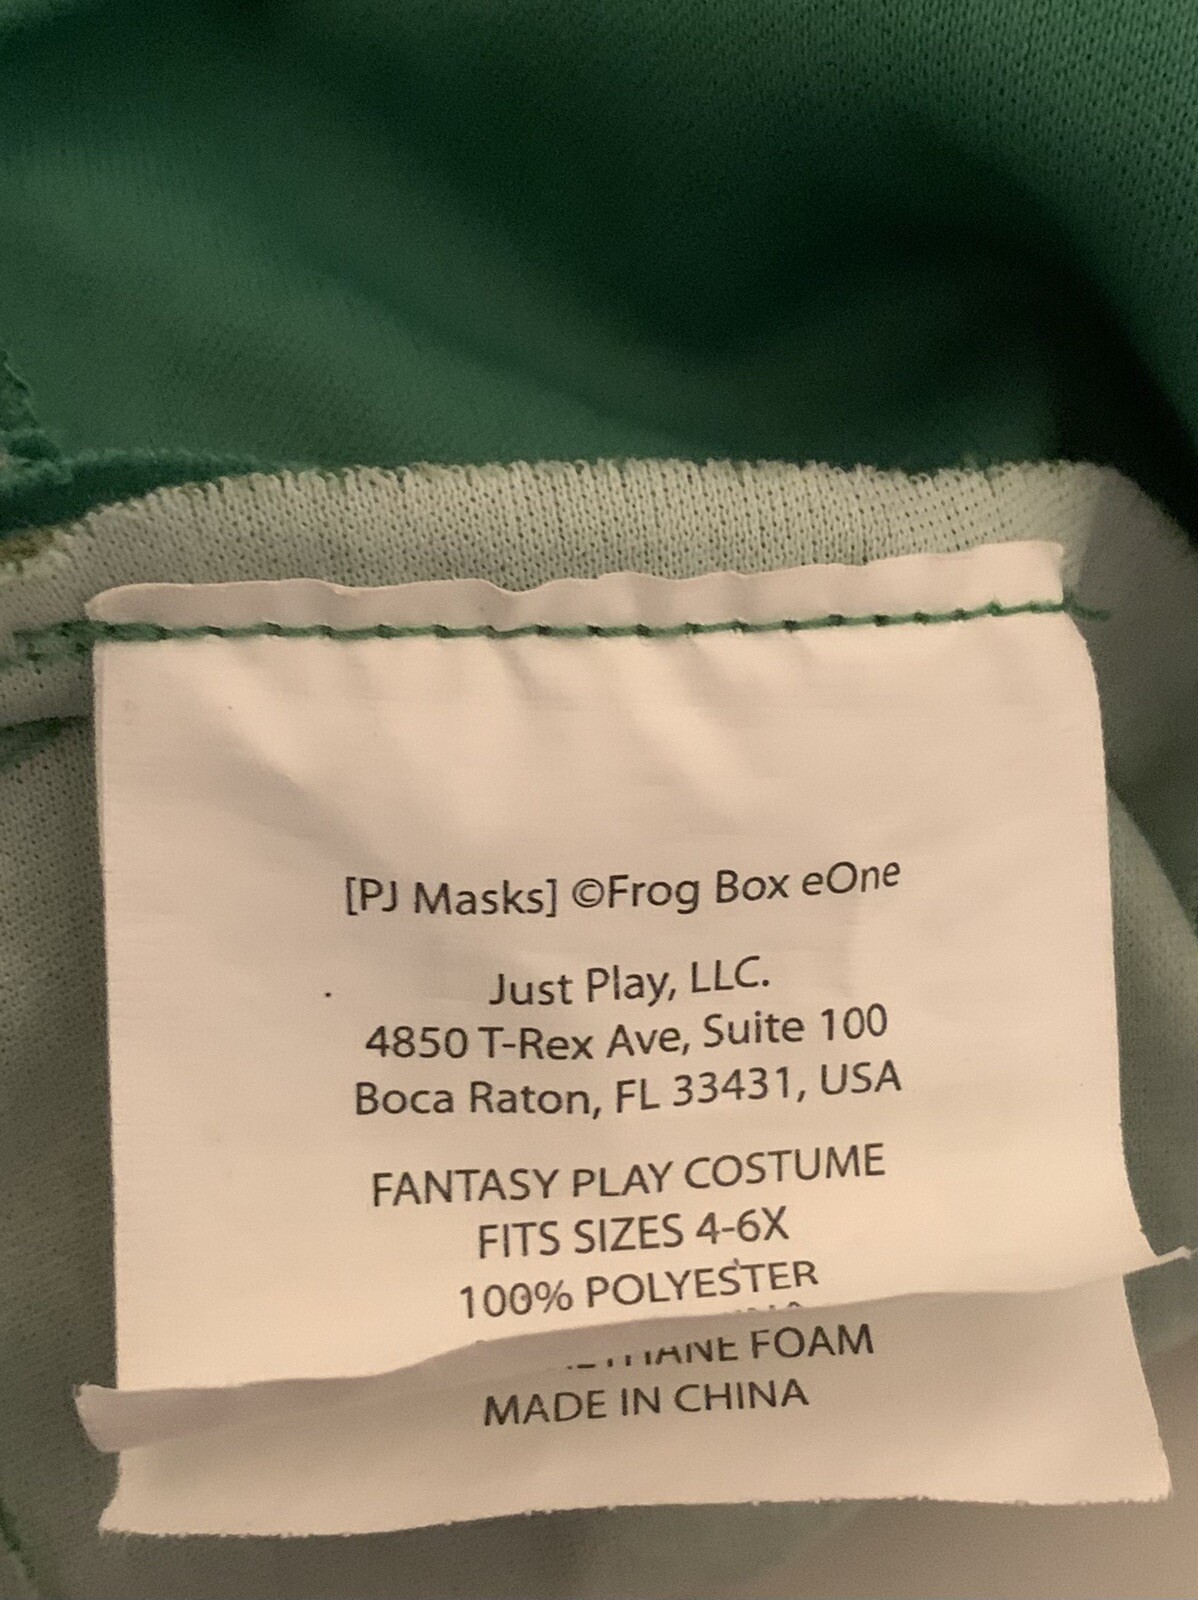 [PJ Masks] ©Frog Box eOne
Just Play, LLC.
4850 T-Rex Ave, Suite 100
Boca Raton, FL 33431, USA
FANTASY PLAY COSTUME
FITS SIZES 4-6X
100% POLYESTER
FOAM
MADE IN CHINA